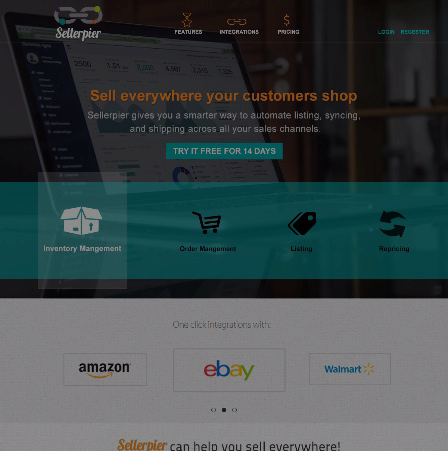 Sellerpier
FEATURES INTEGRATIONS PRICING
LOGIN REGISTER
Sell everywhere your customers shop
Sellerpier gives you a smarter way to automate listing, syncing,
and shipping across all your sales channels.
TRY IT FREE FOR 14 DAYS
Inventory Mangement Order Mangement Listing Repricing
One click integrations with:
amazon ebay Walmart
Sellerpier can help you sell everywhere!